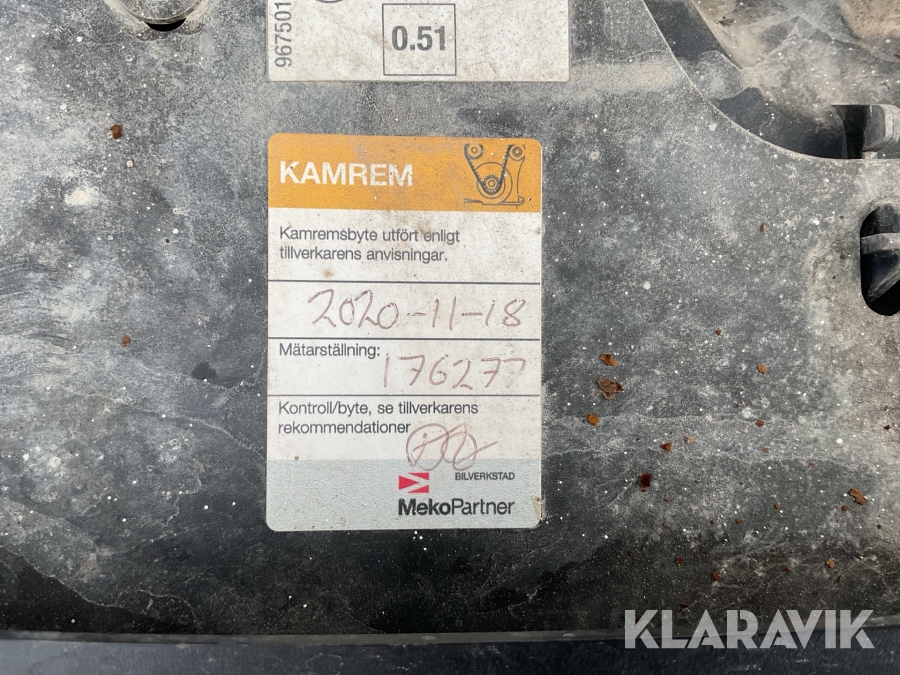 967501
0.51
KAMREM
Kamremsbyte utfört enligt
tillverkarens anvisningar.
2020-11-18
Mätarställning:
176277
Kontroll/byte, se tillverkarens
rekommendationer
BILVERKSTAD
MekoPartner
KLARAVIK